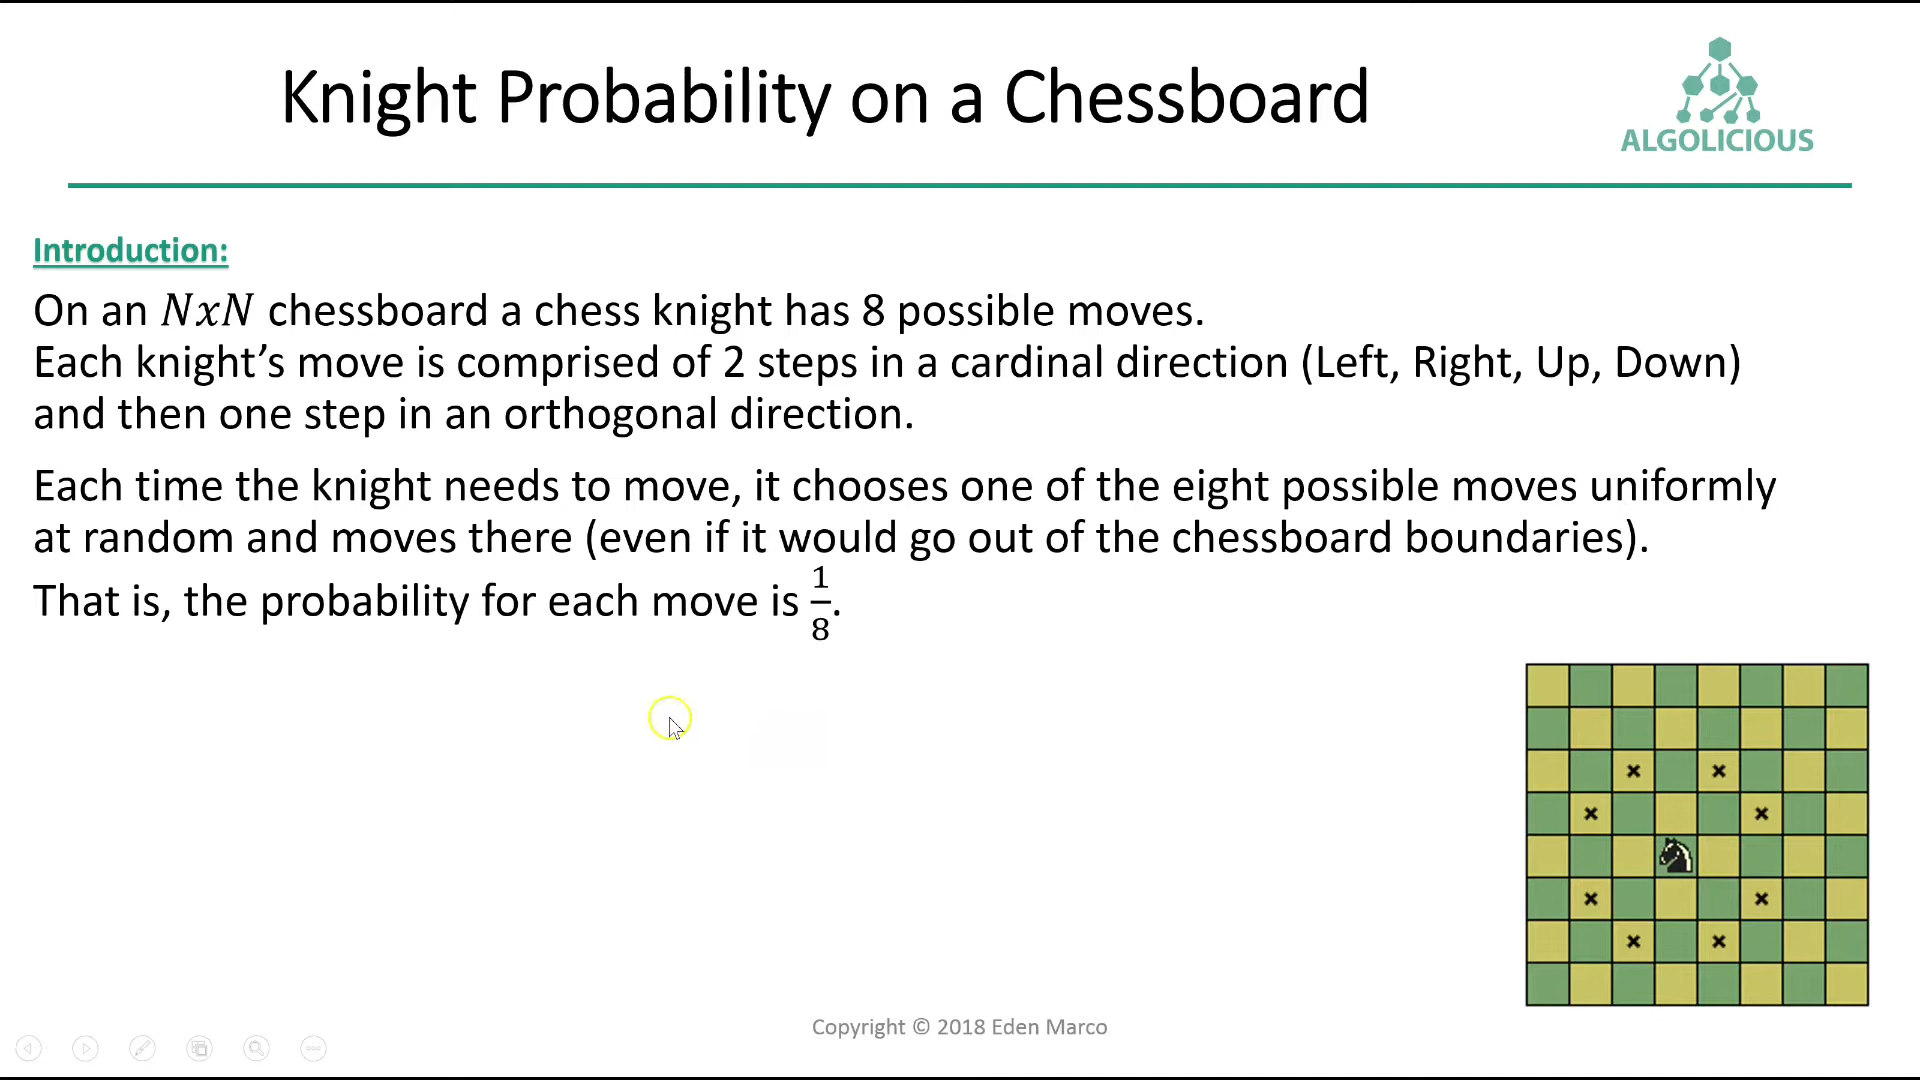 Knight Probability on a Chessboard
ALGOLICIOUS
Introduction:
On an NxN chessboard a chess knight has 8 possible moves.
Each knight’s move is comprised of 2 steps in a cardinal direction (Left, Right, Up, Down)
and then one step in an orthogonal direction.
Each time the knight needs to move, it chooses one of the eight possible moves uniformly
at random and moves there (even if it would go out of the chessboard boundaries).
That is, the probability for each move is 1/8.
Copyright © 2018 Eden Marco